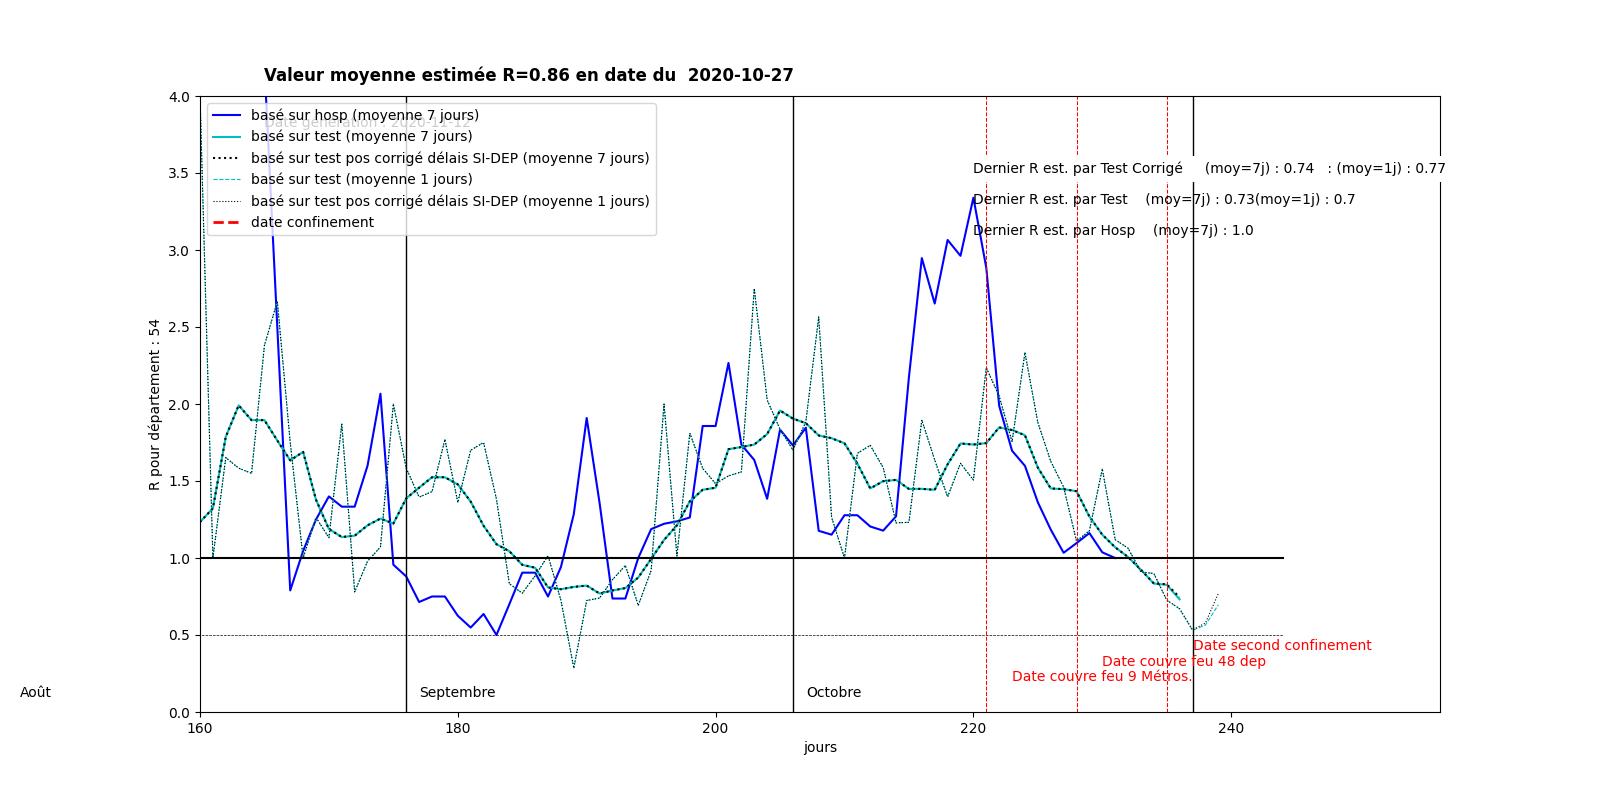 Valeur moyenne estimée R=0.86 en date du  2020-10-27
basé sur hosp (moyenne 7 jours)
Date génération : 2020-11-12
basé sur test (moyenne 7 jours)
basé sur test pos corrigé délais SI-DEP (moyenne 7 jours)
basé sur test (moyenne 1 jours)
basé sur test pos corrigé délais SI-DEP (moyenne 1 jours)
date confinement
Dernier R est. par Test Corrigé     (moy=7j) : 0.74   : (moy=1j) : 0.77
Dernier R est. par Test    (moy=7j) : 0.73(moy=1j) : 0.7
Dernier R est. par Hosp    (moy=7j) : 1.0
4.0
3.5
3.0
2.5
2.0
1.5
1.0
0.5
0.0
R pour département : 54
Date second confinement
Date couvre feu 48 dep
Date couvre feu 9 Métros.
Août
Septembre
Octobre
160 180 200 220 240
jours